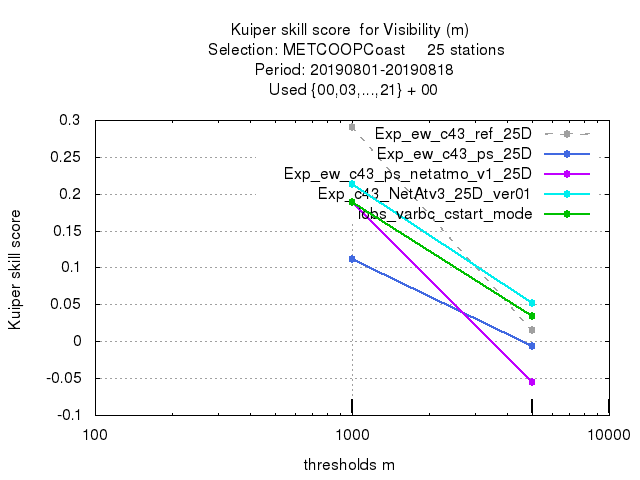 Kuiper skill score  for Visibility (m)
Selection: METCOOPCoast     25 stations
Period: 20190801-20190818
Used {00,03,...,21} + 00
0.3
0.25
0.2
0.15
0.1
0.05
0
-0.05
-0.1
Kuiper skill score
Exp_ew_c43_ref_25D
Exp_ew_c43_ps_25D
Exp_ew_c43_ps_netatmo_v1_25D
Exp_c43_NetAtv3_25D_ver01
iobs_varbc_cstart_mode
100
1000
10000
thresholds m